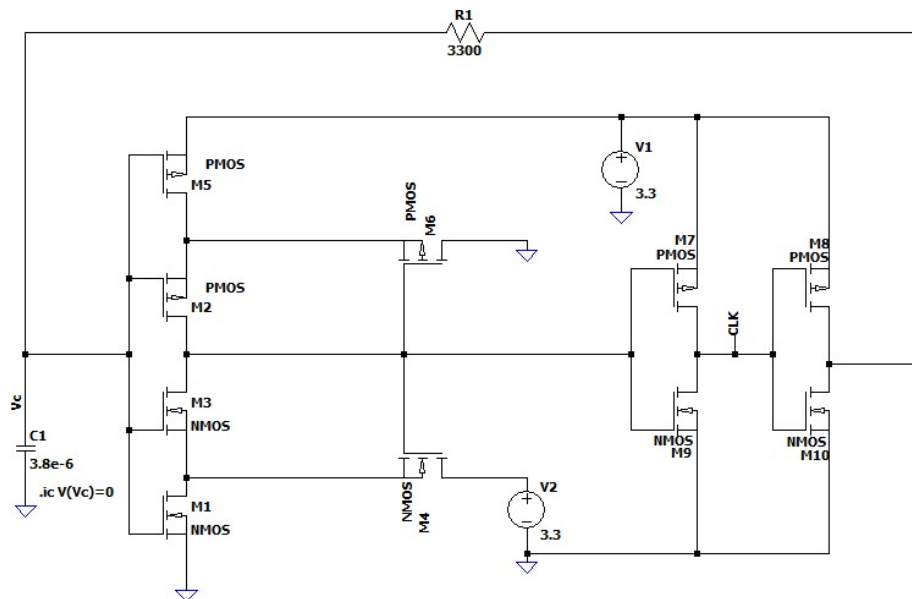 R1
3300
V1
3.3
PMOS
M5
PMOS
M6
M7
PMOS
M8
PMOS
PMOS
M2
CLK
Vc
C1
3.8e-6
.ic V(Vc)=0
M3
NMOS
M1
NMOS
NMOS
M4
V2
3.3
NMOS
M9
NMOS
M10